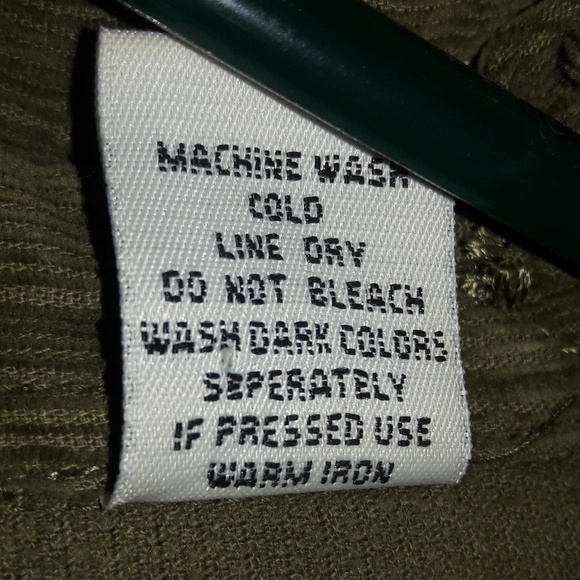 MACHINE WASH
COLD
LINE DRY
DO NOT BLEACH
WASH DARK COLORS
SEPERATELY
IF PRESSED USE
WARM IRON